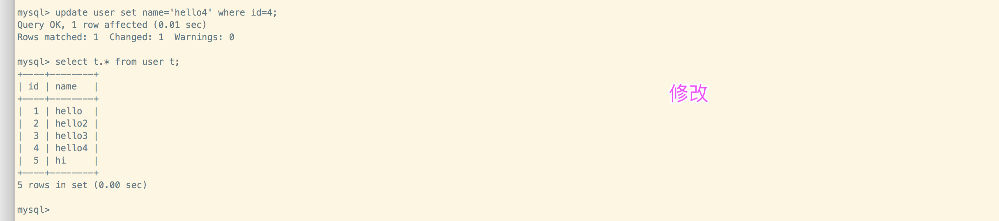 mysql> update user set name='hello4' where id=4;
Query OK, 1 row affected (0.01 sec)
Rows matched: 1  Changed: 1  Warnings: 0
mysql> select t.* from user t;
+----+--------+
| id | name   |
+----+--------+
|  1 | hello  |
|  2 | hello2 |
|  3 | hello3 |
|  4 | hello4 |
|  5 | hi     |
+----+--------+
5 rows in set (0.00 sec)
mysql>
修改